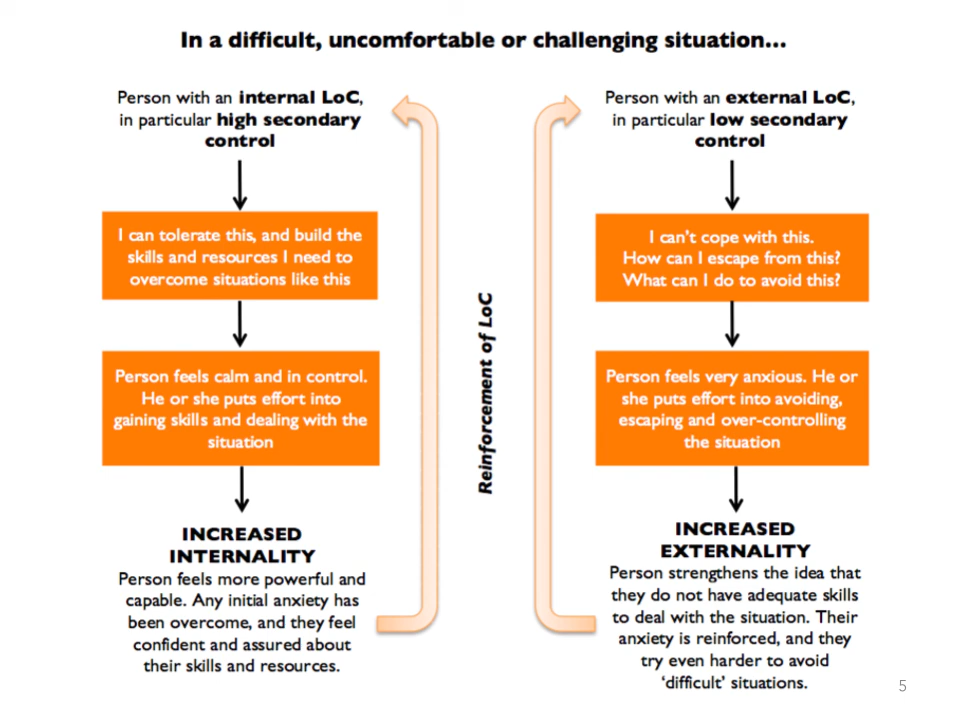 In a difficult, uncomfortable or challenging situation...
Person with an internal LoC,
in particular high secondary
control
I can tolerate this, and build the
skills and resources I need to
overcome situations like this
Person feels calm and in control.
He or she puts effort into
gaining skills and dealing with the
situation
INCREASED
INTERNALITY
Person feels more powerful and
capable. Any initial anxiety has
been overcome, and they feel
confident and assured about
their skills and resources.
Reinforcement of LoC
Person with an external LoC,
in particular low secondary
control
I can't cope with this.
How can I escape from this?
What can I do to avoid this?
Person feels very anxious. He or
she puts effort into avoiding,
escaping and over-controlling
the situation
INCREASED
EXTERNALITY
Person strengthens the idea that
they do not have adequate skills
to deal with the situation. Their
anxiety is reinforced, and they
try even harder to avoid
'difficult' situations.
5